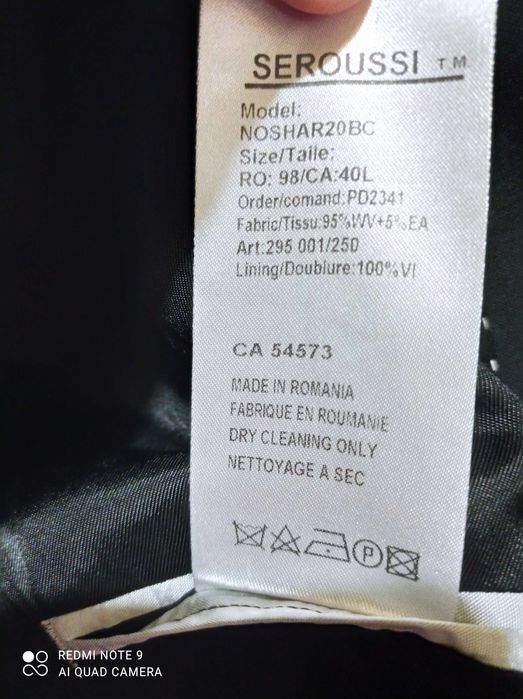 SEROUSSI TM
Model:
NOSHAR20BC
Size/Taile:
RO: 98/CA:40L
Order/comand:PD2341
Fabric/Tissu:95%WV+5%EA
Art:295 001/250
Lining/Doubiure:100%VI
CA 54573
MADE IN ROMANIA
FABRIQUE EN ROUMANIE
DRY CLEANING ONLY
NETTOYAGE A SEC
P
REDMI NOTE 9
AI QUAD CAMERA